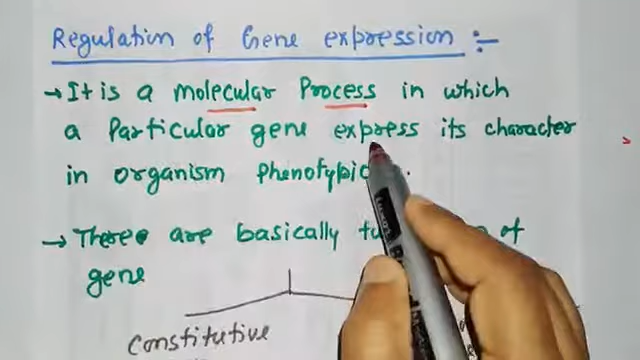 Regulation of Gene expression :-
→ It is a molecular Process in which
a Particular gene express its character
in organism
→ There are basically of
gene
Constitutive